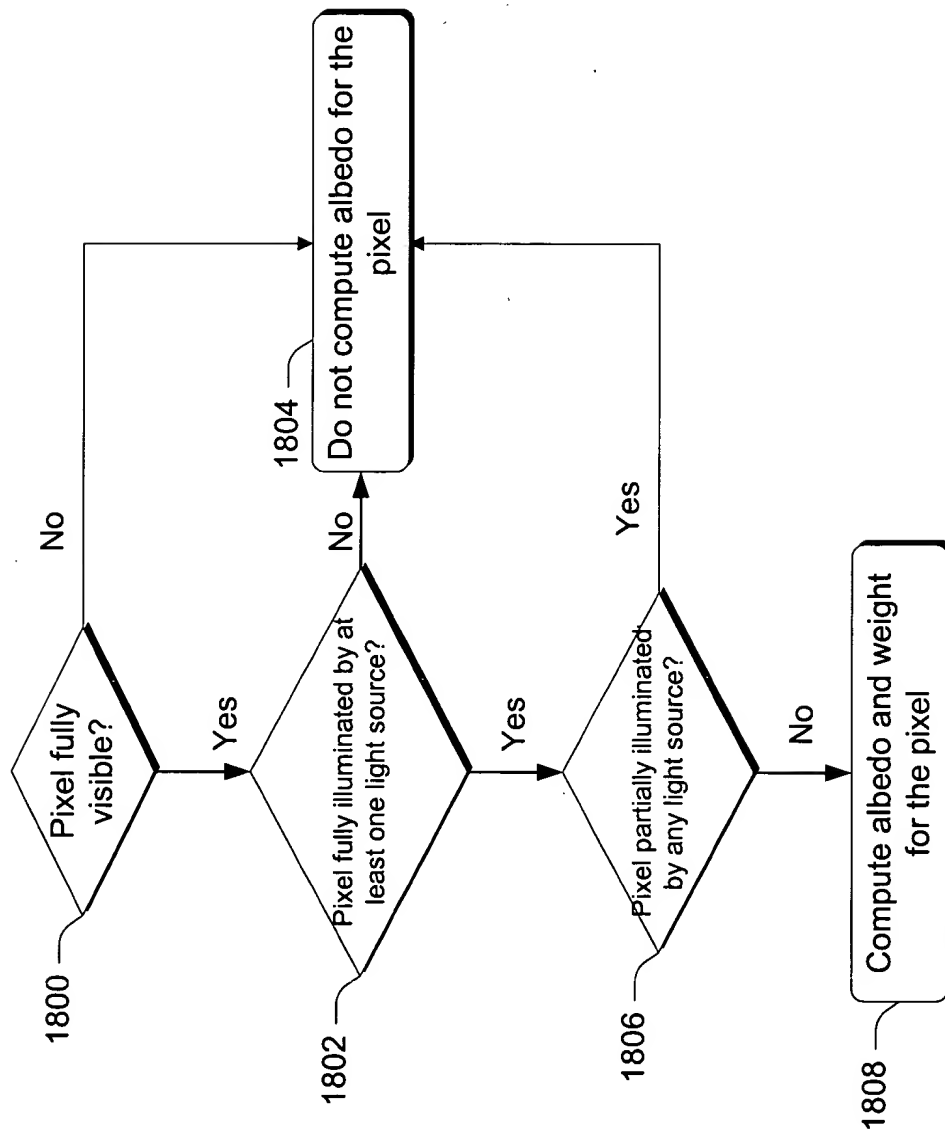 1800
Pixel fully
visible?
No
Yes
1802
Pixel fully illuminated by at
least one light source?
No
1804
Do not compute albedo for the
pixel
Yes
1806
Pixel partially illuminated
by any light source?
Yes
No
1808
Compute albedo and weight
for the pixel